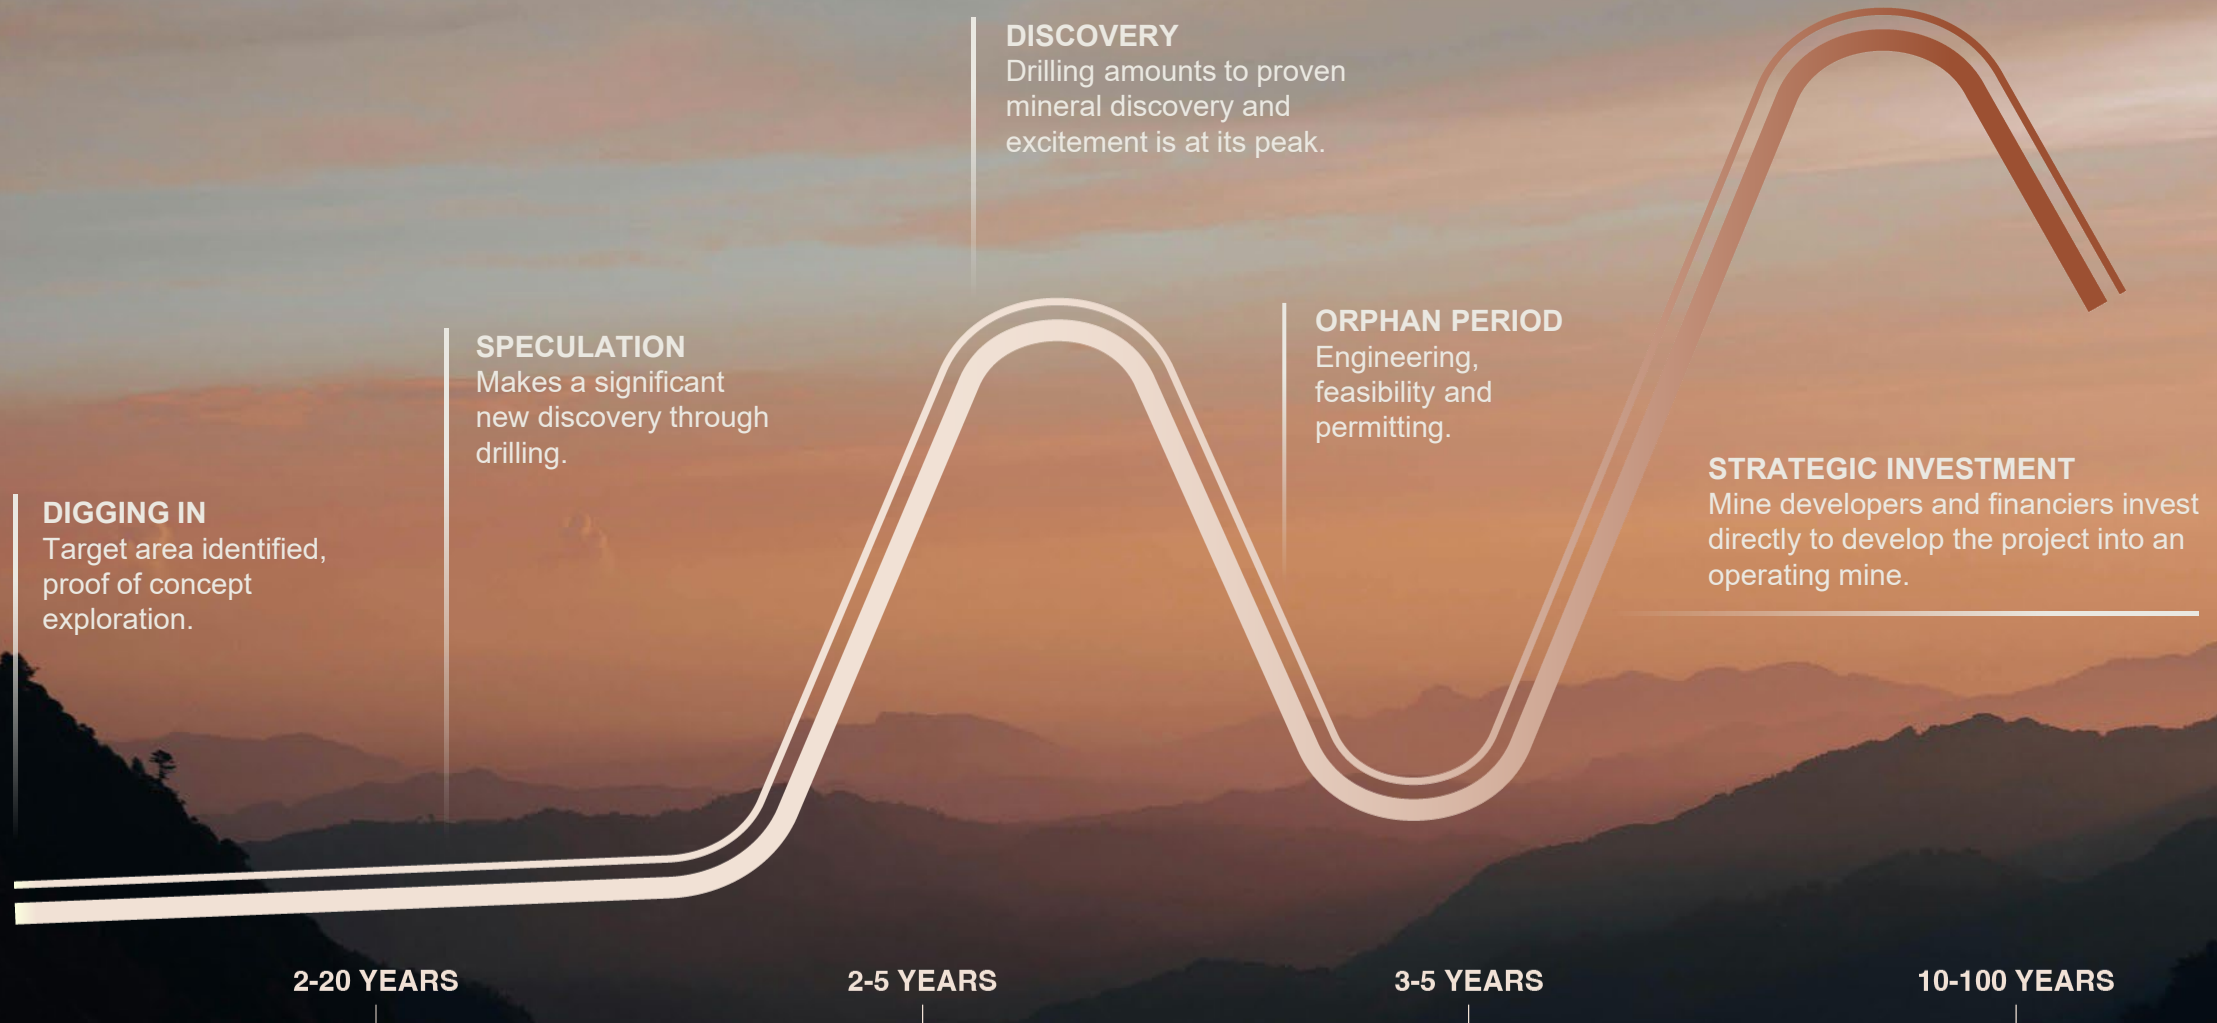 DISCOVERY
Drilling amounts to proven
mineral discovery and
excitement is at its peak.
ORPHAN PERIOD
Engineering,
feasibility and
permitting.
SPECULATION
Makes a significant
new discovery through
drilling.
STRATEGIC INVESTMENT
Mine developers and financiers invest
directly to develop the project into an
operating mine.
DIGGING IN
Target area identified,
proof of concept
exploration.
2-20 YEARS
2-5 YEARS
3-5 YEARS
10-100 YEARS